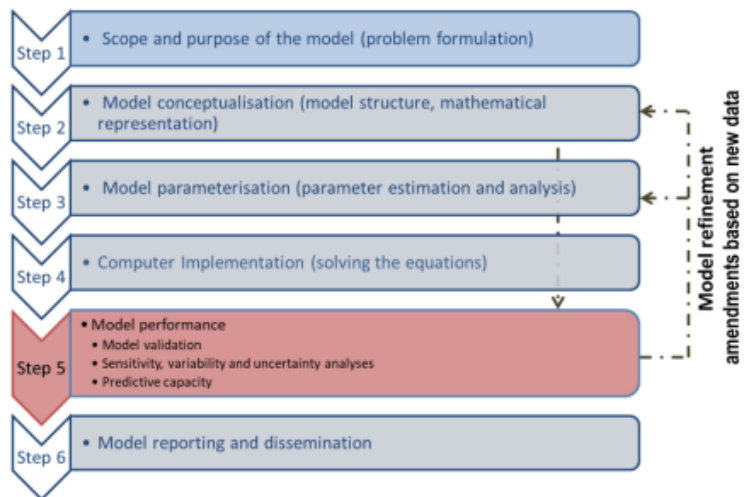 Step 1
• Scope and purpose of the model (problem formulation)
Step 2
• Model conceptualisation (model structure, mathematical
representation)
Step 3
• Model parameterisation (parameter estimation and analysis)
Step 4
• Computer Implementation (solving the equations)
Step 5
• Model performance
• Model validation
• Sensitivity, variability and uncertainty analyses
• Predictive capacity
Step 6
• Model reporting and dissemination
Model refinement
amendments based on new data